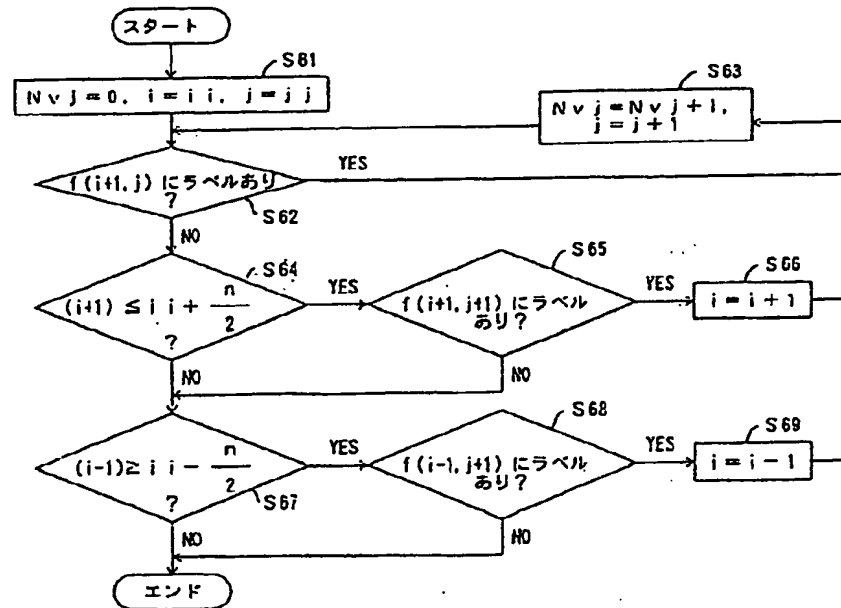 スタート
S81
Nvj=0, i=ii, j=jj
S63
Nvj=Nvj+1,
j=j+1
f(i+1,j)にラベルあり
?
YES
S62
NO
S64
(i+1)≦ii+n/2
?
YES
NO
S65
f(i+1,j+1)にラベル
あり?
YES
NO
S66
i=i+1
(i-1)≥ii-n/2
?
YES
S67
NO
S68
f(i-1,j+1)にラベル
あり?
YES
NO
S69
i=i-1
エンド